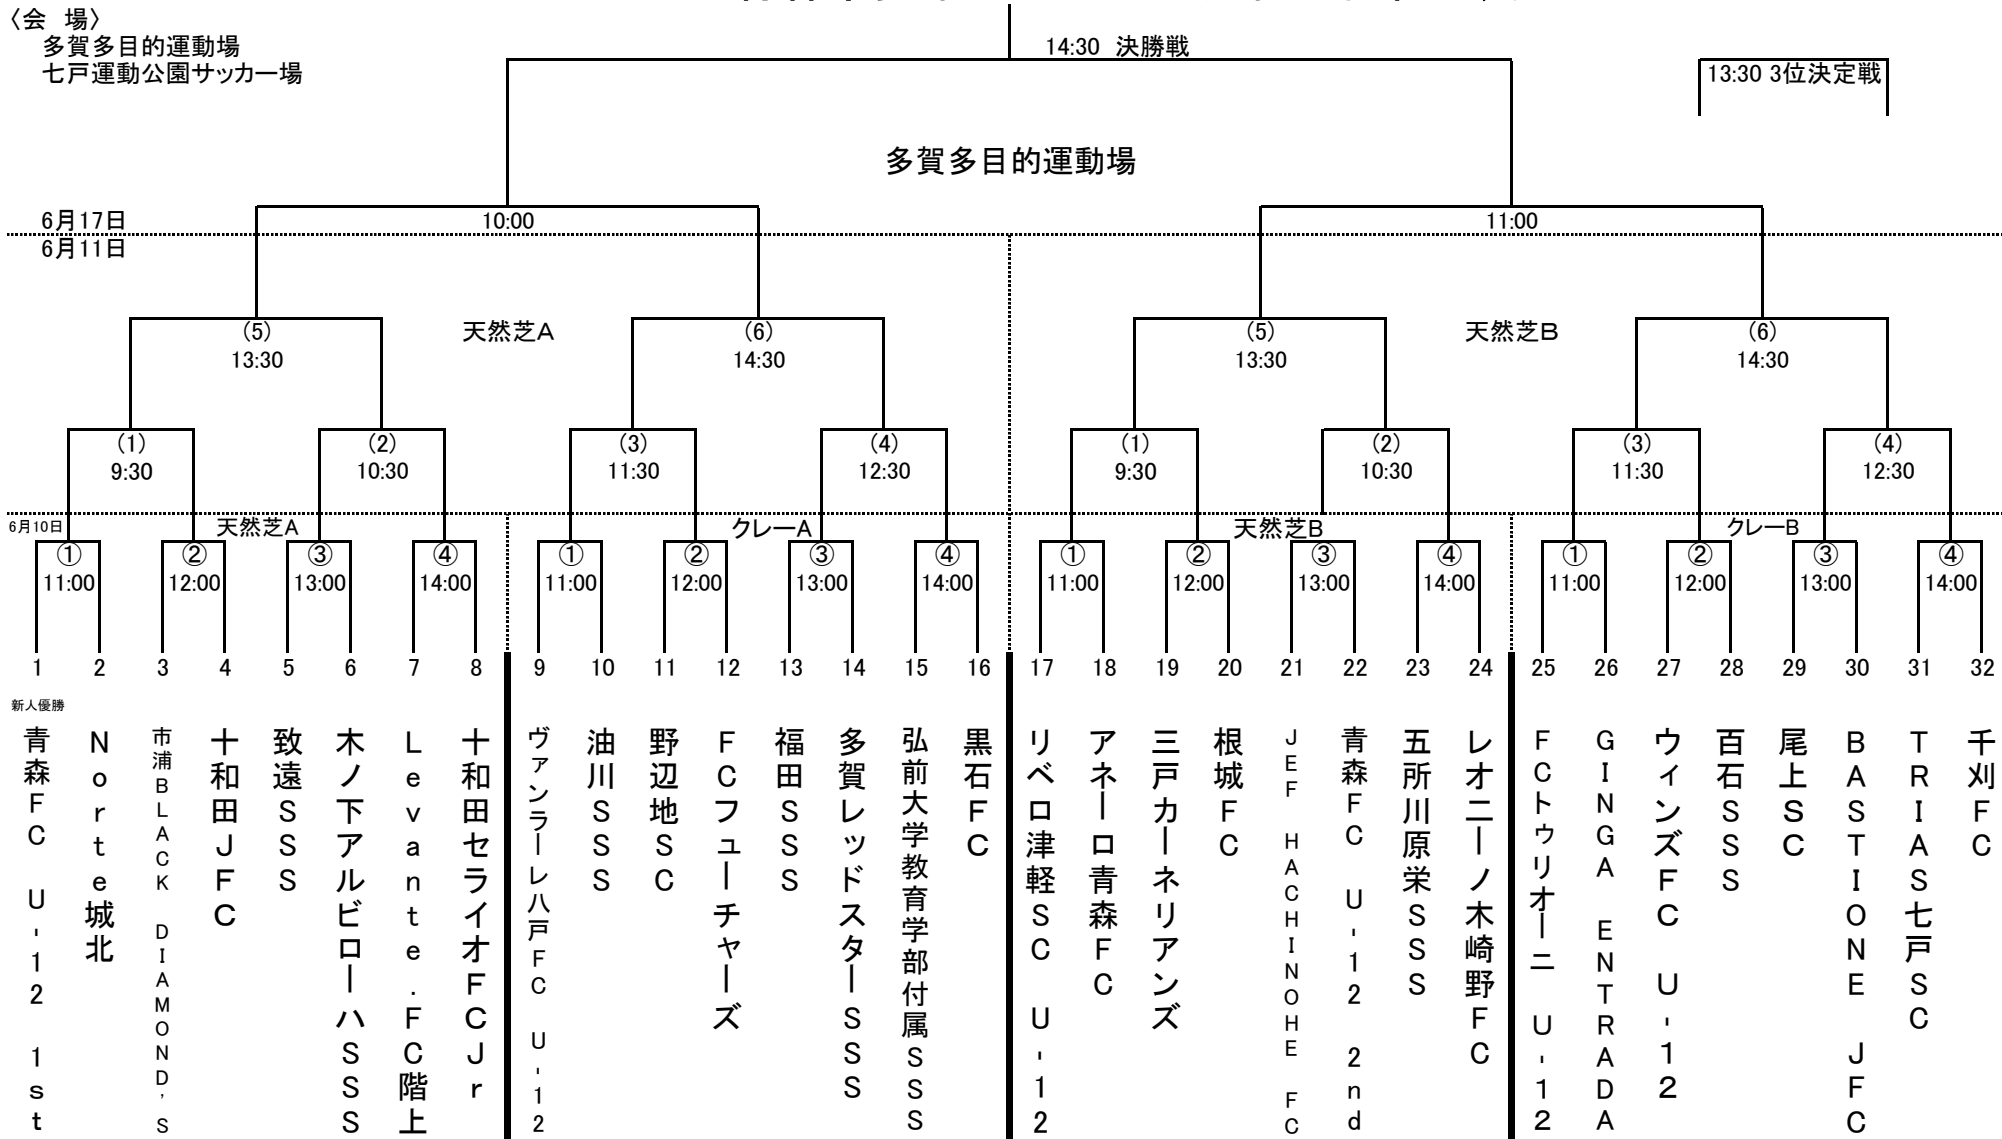 〈会　場〉
多賀多目的運動場
七戸運動公園サッカー場
14:30 決勝戦
13:30 3位決定戦
多賀多目的運動場
6月17日
10:00
11:00
6月11日
(5)
13:30
天然芝A
(6)
14:30
(5)
13:30
天然芝B
(6)
14:30
(1)
9:30
(2)
10:30
(3)
11:30
(4)
12:30
(1)
9:30
(2)
10:30
(3)
11:30
(4)
12:30
6月10日
天然芝A
クレーA
天然芝B
クレーB
①
11:00
②
12:00
③
13:00
④
14:00
①
11:00
②
12:00
③
13:00
④
14:00
①
11:00
②
12:00
③
13:00
④
14:00
①
11:00
②
12:00
③
13:00
④
14:00
1 2 3 4 5 6 7 8 9 10 11 12 13 14 15 16 17 18 19 20 21 22 23 24 25 26 27 28 29 30 31 32
新人優勝
青森FC U-12 1st
Norte城北
市浦BLACK DIAMOND'S
十和田JFC
致遠SSS
木ノ下アルビローハSSS
Levante.FC階上
十和田セライオFCJr
ヴァンラーレ八戸FC U-12
油川SSS
野辺地SC
FCフューチャーズ
福田SSS
多賀レッドスターSSS
弘前大学教育学部付属SSS
黒石FC
リベロ津軽SC U-12
アネーロ青森FC
三戸カーネリアンズ
根城FC
JEF HACHINOHE FC
青森FC U-12 2nd
五所川原栄SSS
レオニーノ木崎野FC
FCトゥリオーニ U-12
GINGA ENTRADA
ウィンズFC U-12
百石SSS
尾上SC
BASTIONE JFC
TRIAS七戸SC
千刈FC